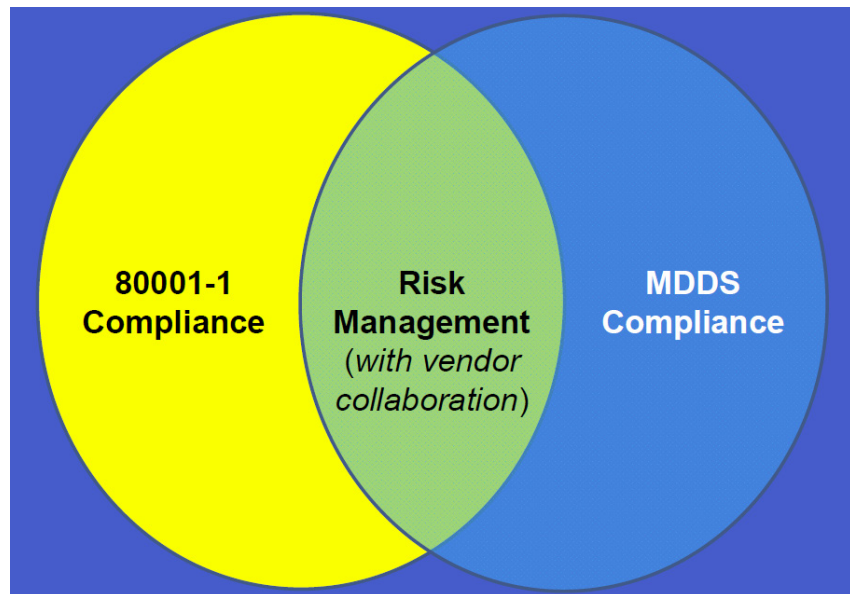 80001-1
Compliance
Risk
Management
(with vendor
collaboration)
MDDS
Compliance